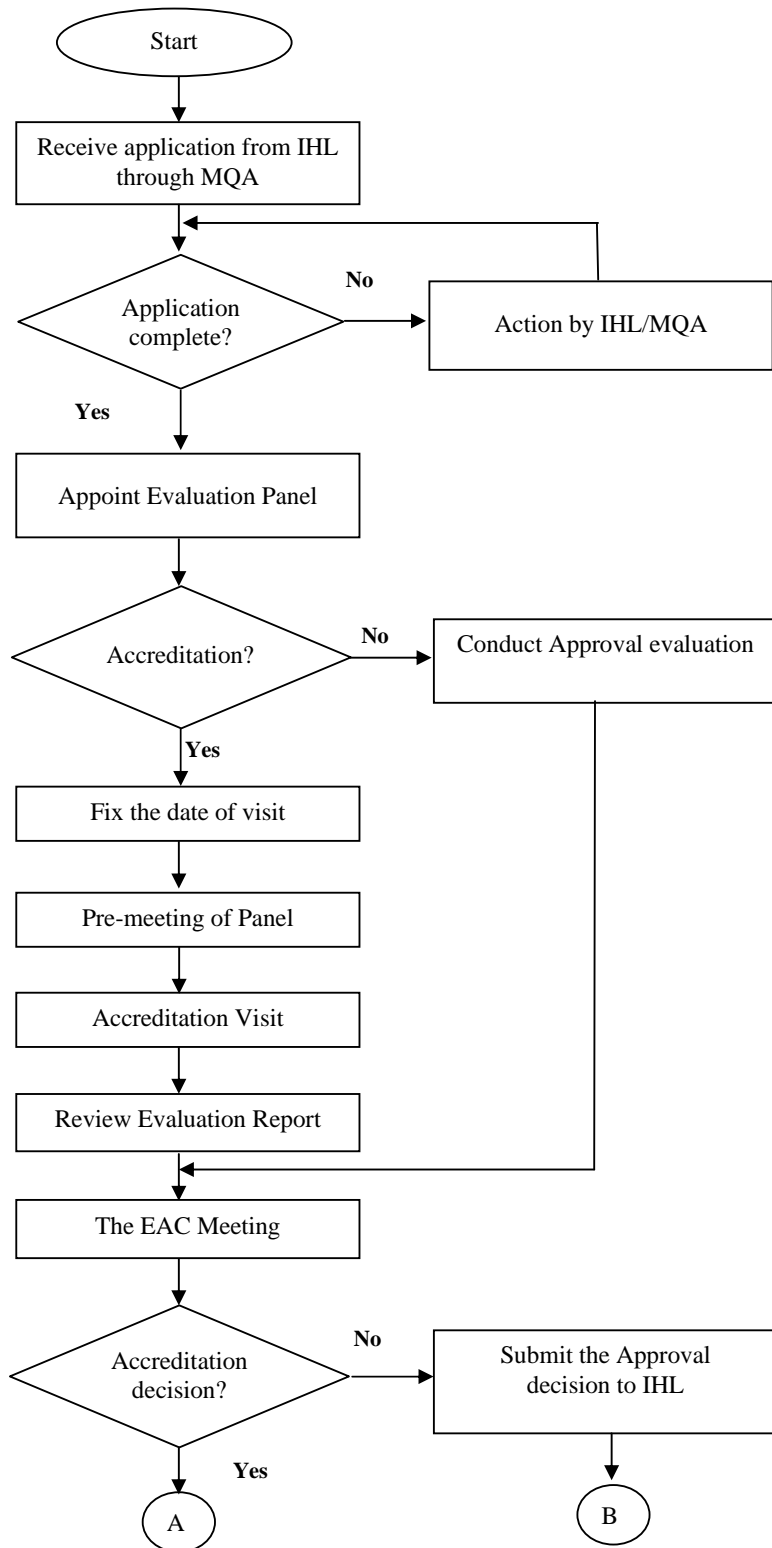 Start
Receive application from IHL
through MQA
No
Application
complete?
Action by IHL/MQA
Yes
Appoint Evaluation Panel
No
Accreditation?
Conduct Approval evaluation
Yes
Fix the date of visit
Pre-meeting of Panel
Accreditation Visit
Review Evaluation Report
The EAC Meeting
No
Accreditation
decision?
Submit the Approval
decision to IHL
Yes
A
B